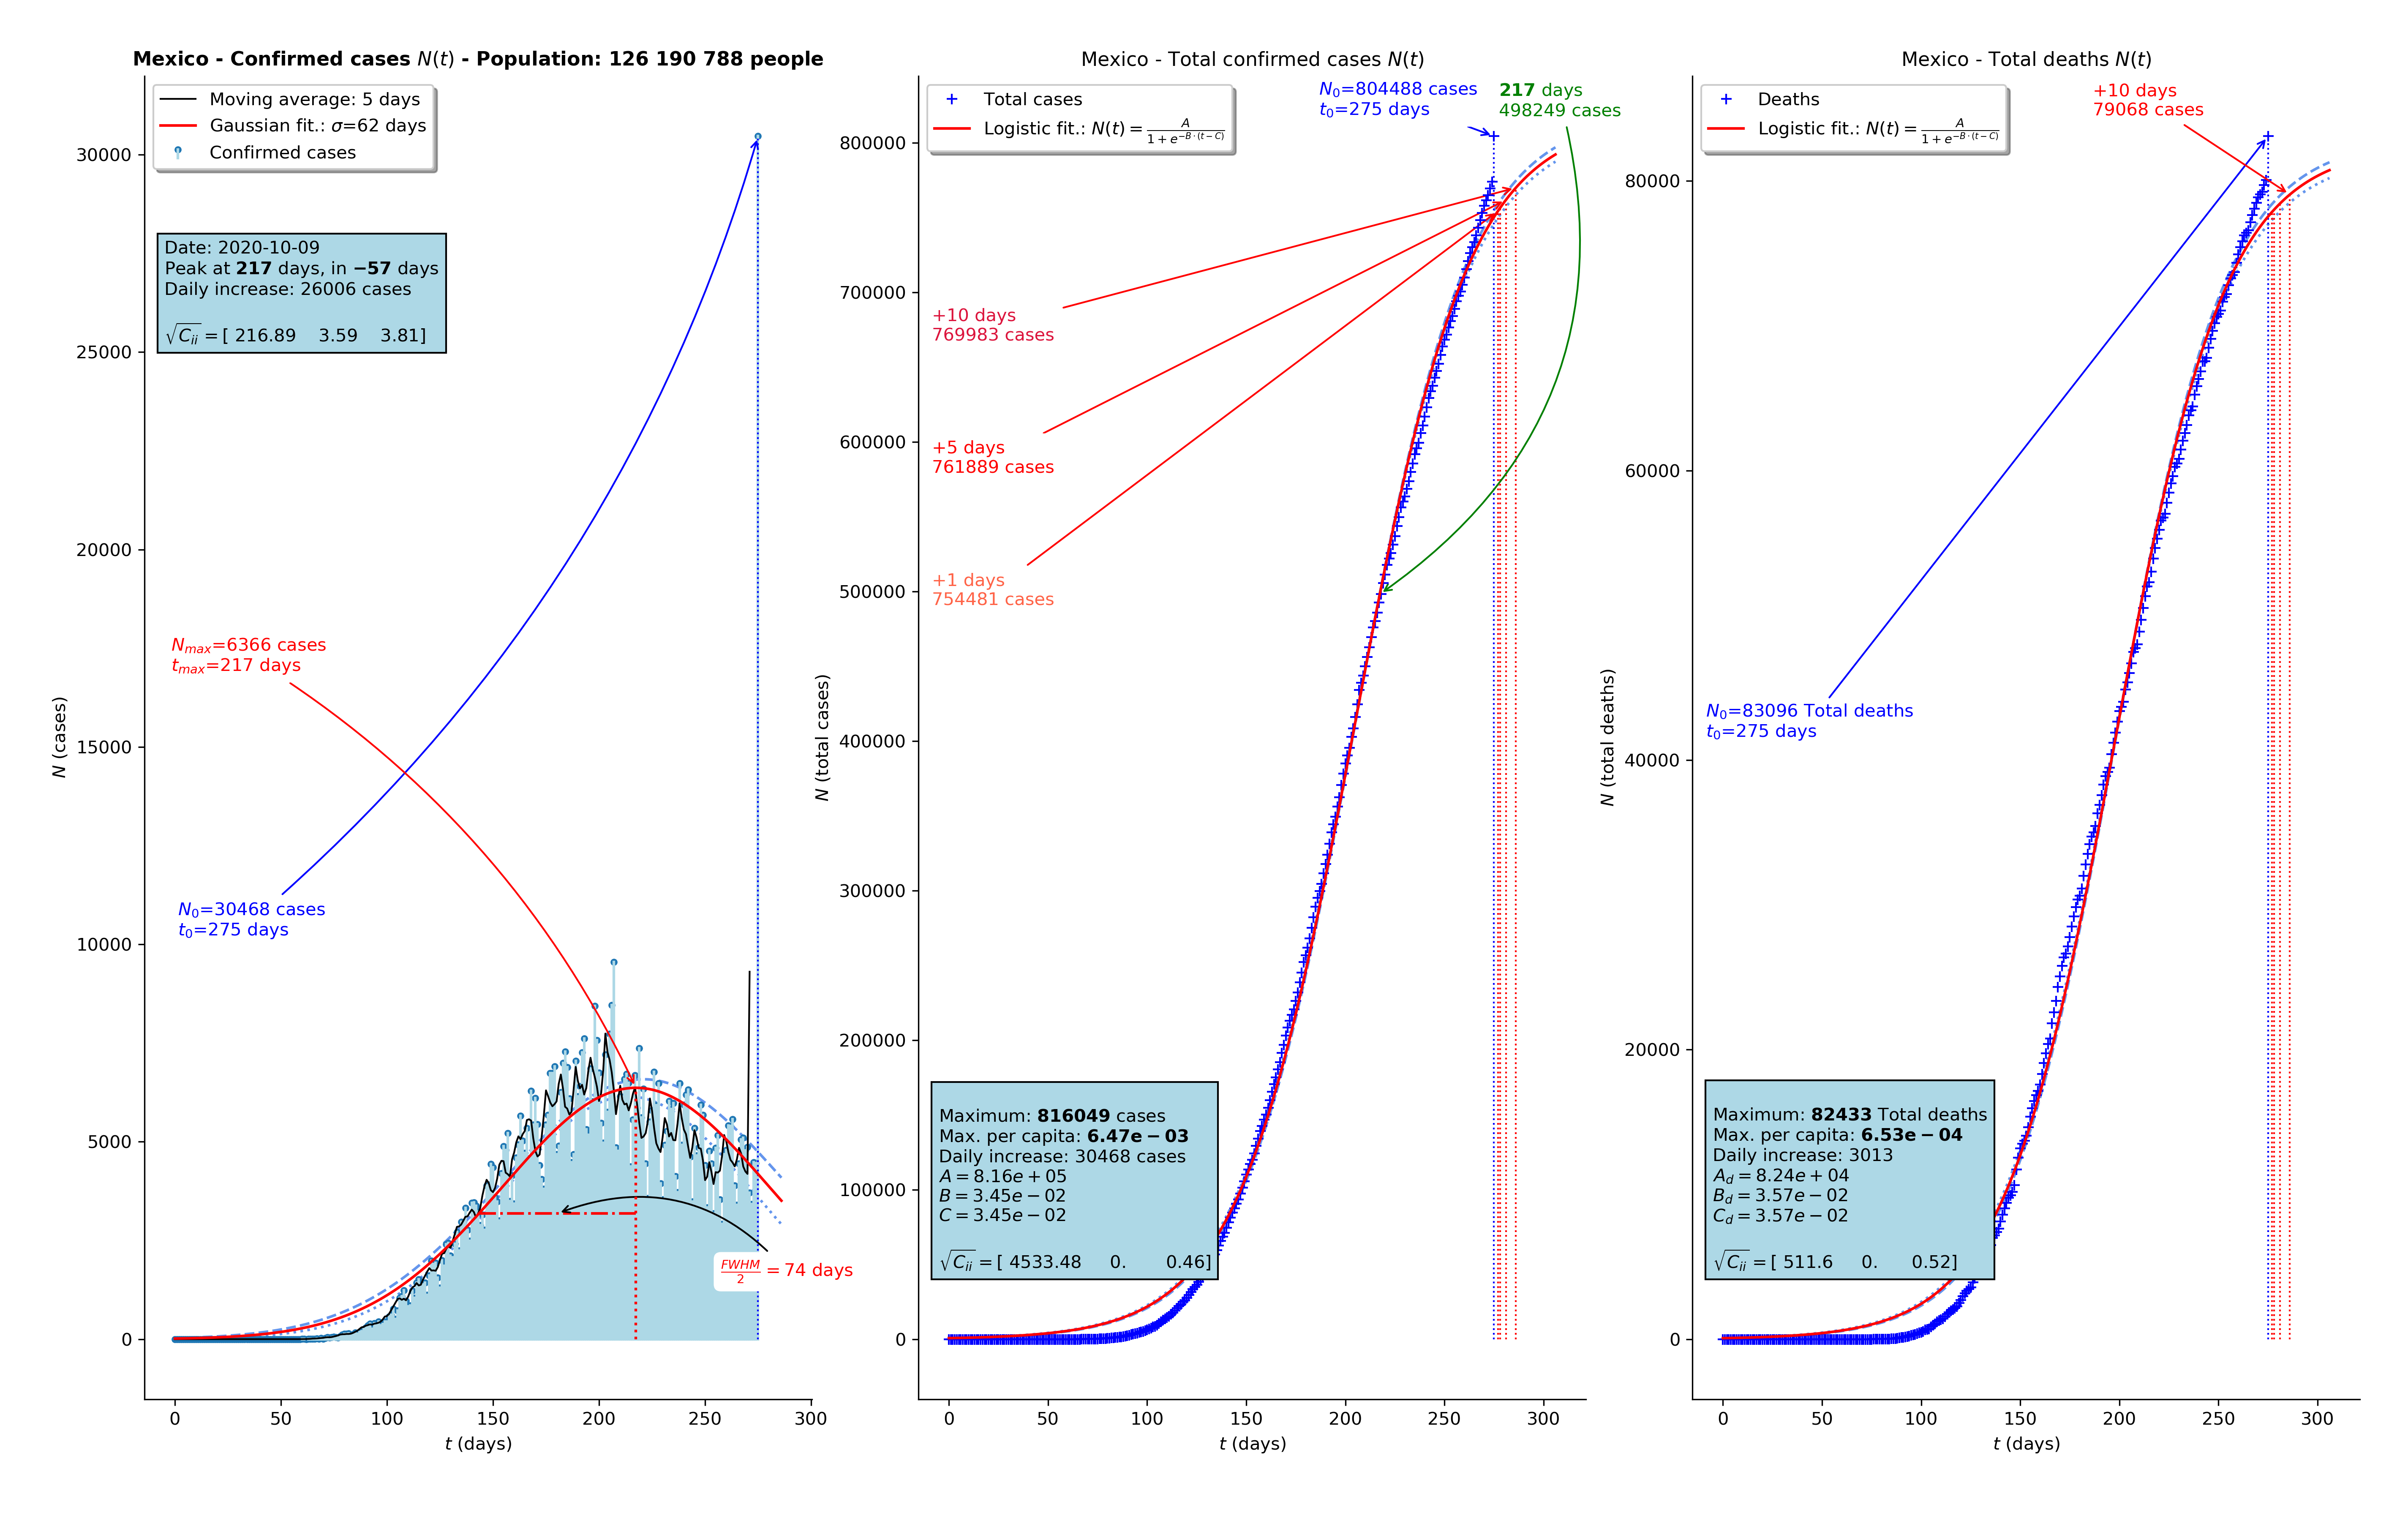 Mexico - Confirmed cases N(t) - Population: 126 190 788 people
Moving average: 5 days
Gaussian fit.: σ=62 days
Confirmed cases
Date: 2020-10-09
Peak at 217 days, in −57 days
Daily increase: 26006 cases
√C_ii = [ 216.89 3.59 3.81]
N_max=6366 cases
t_max=217 days
N_0=30468 cases
t_0=275 days
FWHM/2 = 74 days
N (cases)
30000
25000
20000
15000
10000
5000
0
0 50 100 150 200 250 300
t (days)
Mexico - Total confirmed cases N(t)
Total cases
Logistic fit.: N(t) = A/(1 + e^{−B·(t−C)})
N_0=804488 cases
t_0=275 days
217 days
498249 cases
+10 days
769983 cases
+5 days
761889 cases
+1 days
754481 cases
Maximum: 816049 cases
Max. per capita: 6.47e − 03
Daily increase: 30468 cases
A = 8.16e + 05
B = 3.45e − 02
C = 3.45e − 02
√C_ii = [ 4533.48 0. 0.46]
N (total cases)
800000
700000
600000
500000
400000
300000
200000
100000
0
0 50 100 150 200 250 300
t (days)
Mexico - Total deaths N(t)
Deaths
Logistic fit.: N(t) = A/(1 + e^{−B·(t−C)})
+10 days
79068 cases
N_0=83096 Total deaths
t_0=275 days
Maximum: 82433 Total deaths
Max. per capita: 6.53e − 04
Daily increase: 3013
A_d = 8.24e + 04
B_d = 3.57e − 02
C_d = 3.57e − 02
√C_ii = [ 511.6 0. 0.52]
N (total deaths)
80000
60000
40000
20000
0
0 50 100 150 200 250 300
t (days)